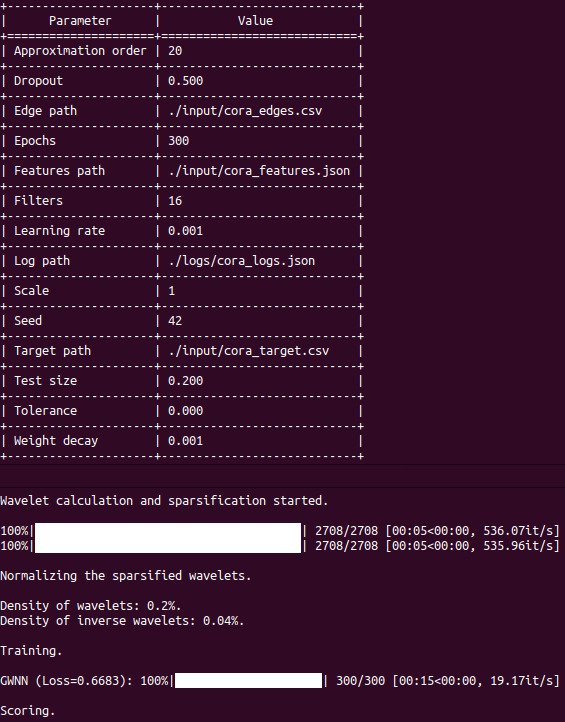 +--------------------+---------------------------+
|     Parameter      |           Value           |
+====================+===========================+
| Approximation order | 20                        |
+--------------------+---------------------------+
| Dropout            | 0.500                     |
+--------------------+---------------------------+
| Edge path          | ./input/cora_edges.csv    |
+--------------------+---------------------------+
| Epochs             | 300                       |
+--------------------+---------------------------+
| Features path      | ./input/cora_features.json |
+--------------------+---------------------------+
| Filters            | 16                        |
+--------------------+---------------------------+
| Learning rate      | 0.001                     |
+--------------------+---------------------------+
| Log path           | ./logs/cora_logs.json     |
+--------------------+---------------------------+
| Scale              | 1                         |
+--------------------+---------------------------+
| Seed               | 42                        |
+--------------------+---------------------------+
| Target path        | ./input/cora_target.csv   |
+--------------------+---------------------------+
| Test size          | 0.200                     |
+--------------------+---------------------------+
| Tolerance          | 0.000                     |
+--------------------+---------------------------+
| Weight decay       | 0.001                     |
+--------------------+---------------------------+
Wavelet calculation and sparsification started.
100%|██████████| 2708/2708 [00:05<00:00, 536.07it/s]
100%|██████████| 2708/2708 [00:05<00:00, 535.96it/s]
Normalizing the sparsified wavelets.
Density of wavelets: 0.2%.
Density of inverse wavelets: 0.04%.
Training.
GWNN (Loss=0.6683): 100%|██████████| 300/300 [00:15<00:00, 19.17it/s]
Scoring.